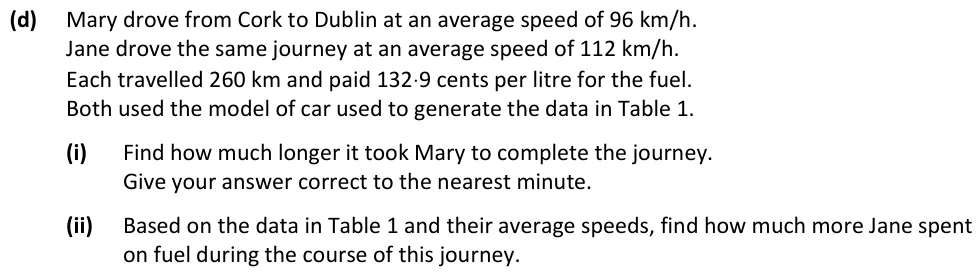 (d) Mary drove from Cork to Dublin at an average speed of 96 km/h.
Jane drove the same journey at an average speed of 112 km/h.
Each travelled 260 km and paid 132·9 cents per litre for the fuel.
Both used the model of car used to generate the data in Table 1.
(i) Find how much longer it took Mary to complete the journey.
Give your answer correct to the nearest minute.
(ii) Based on the data in Table 1 and their average speeds, find how much more Jane spent
on fuel during the course of this journey.